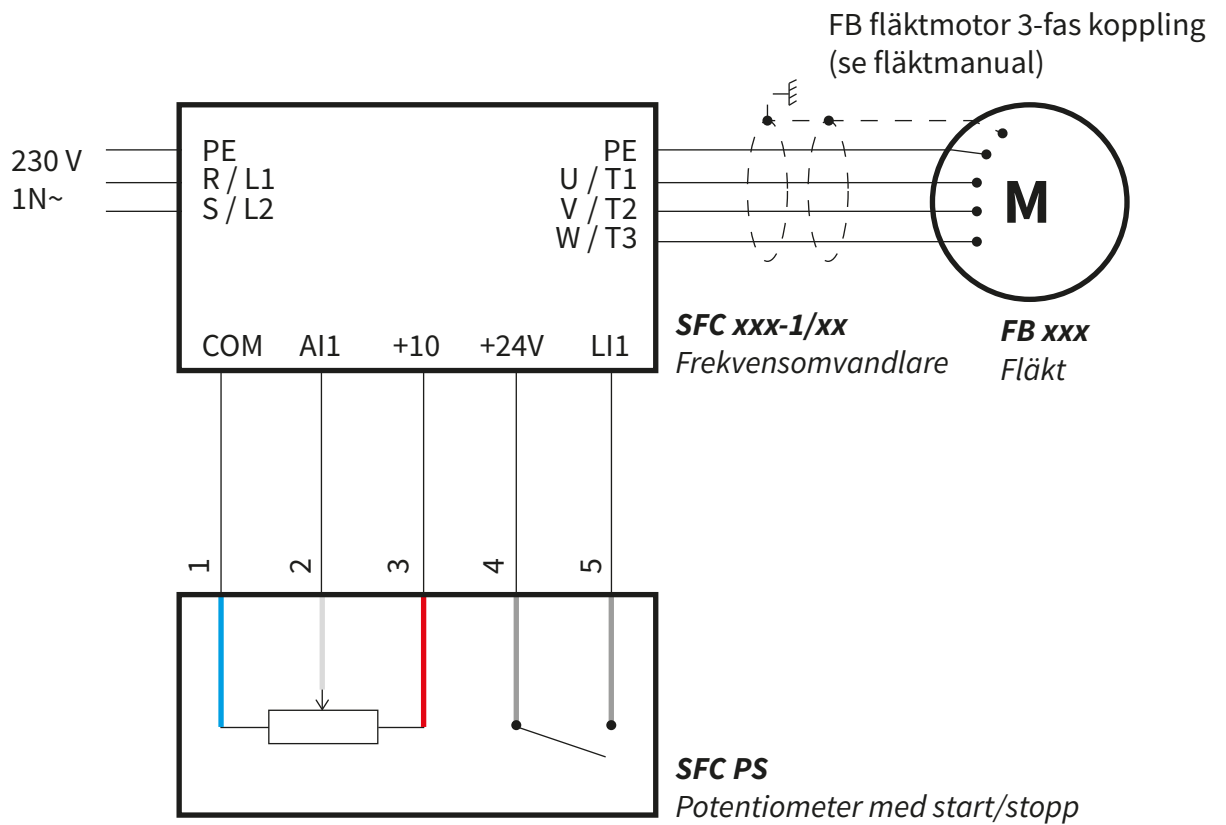 FB fläktmotor 3-fas koppling
(se fläktmanual)
230 V
1N~
PE
R / L1
S / L2
PE
U / T1
V / T2
W / T3
M
COM AI1 +10 +24V LI1
SFC xxx-1/xx
Frekvensomvandlare
FB xxx
Fläkt
1 2 3 4 5
SFC PS
Potentiometer med start/stopp